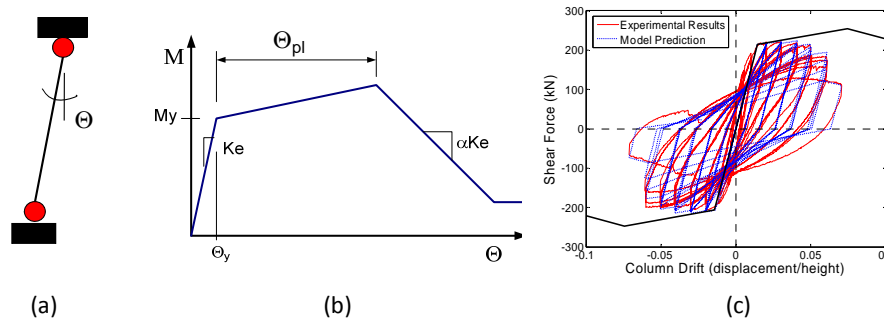 Θ
(a)
M
Θpl
My
Ke
αKe
Θy
Θ
(b)
Experimental Results
Model Prediction
300
200
100
0
-100
-200
-300
Shear Force (kN)
-0.1
-0.05
0
0.05
0.
Column Drift (displacement/height)
(c)